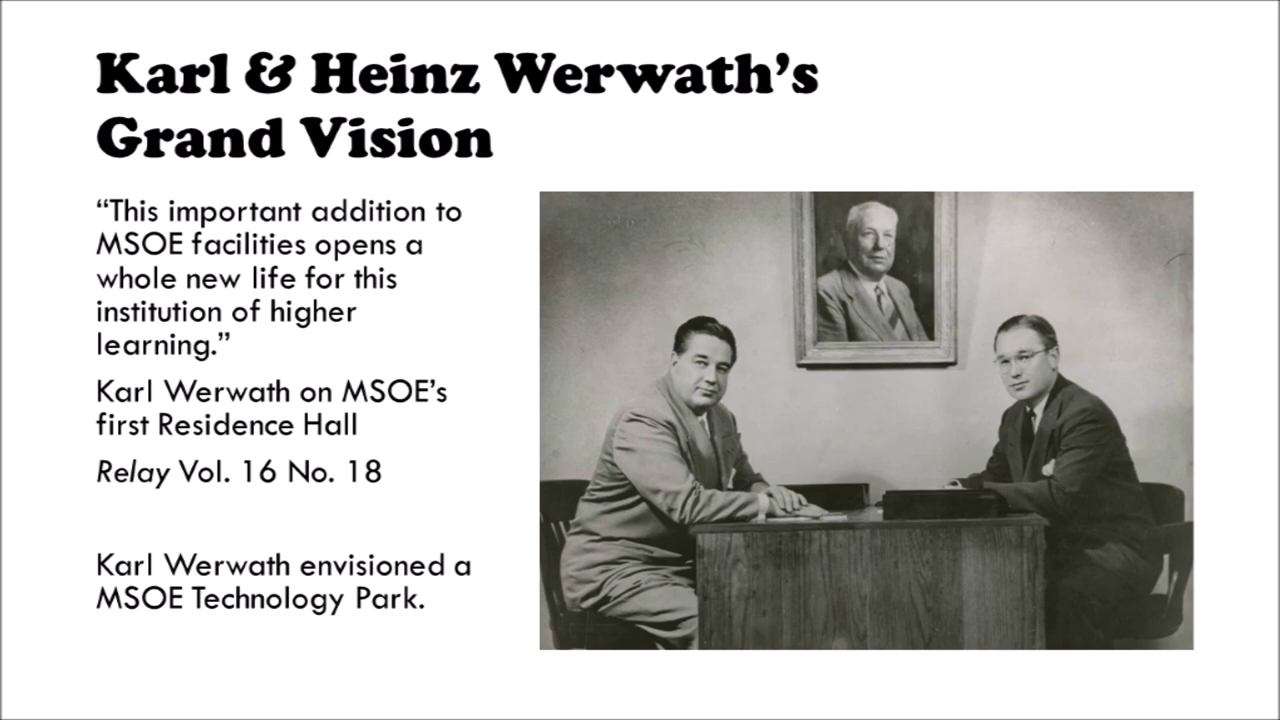 Karl & Heinz Werwath’s
Grand Vision
“This important addition to
MSOE facilities opens a
whole new life for this
institution of higher
learning.”
Karl Werwath on MSOE’s
first Residence Hall
Relay Vol. 16 No. 18
Karl Werwath envisioned a
MSOE Technology Park.